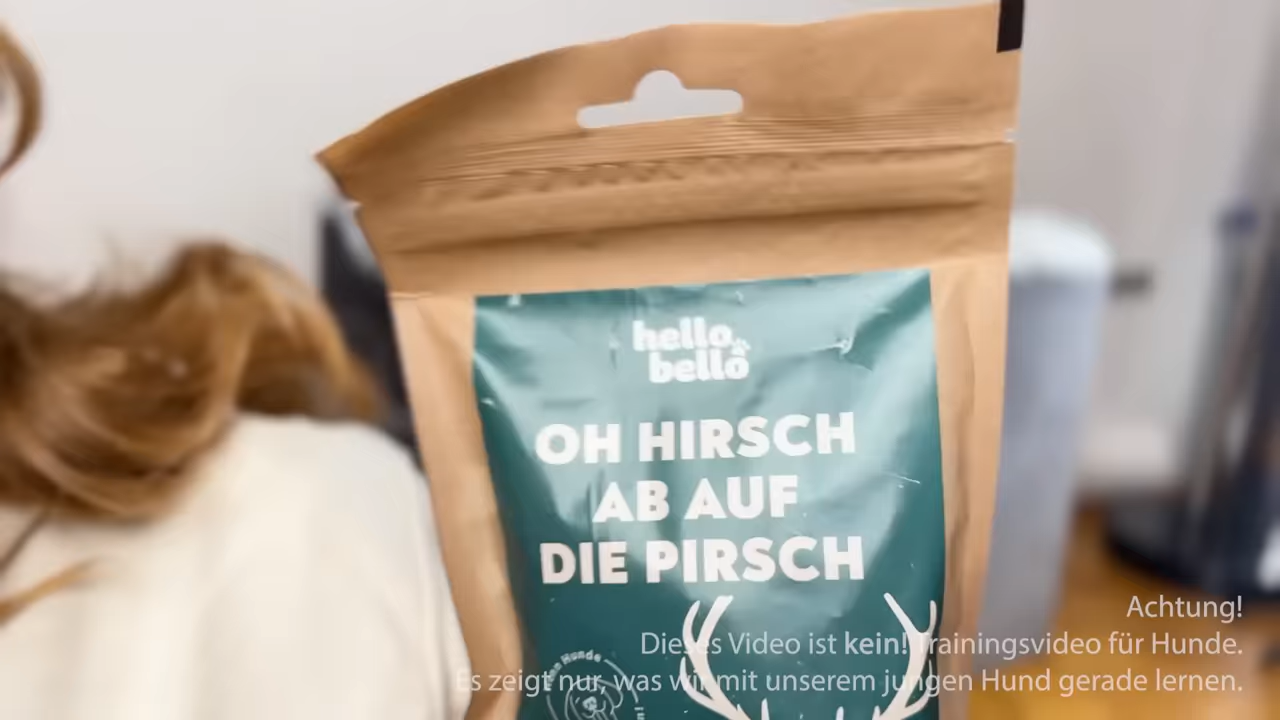 hello
bello
OH HIRSCH
AB AUF
DIE PIRSCH
Hunde
Achtung!
Dieses Video ist kein! Trainingsvideo für Hunde.
Es zeigt nur, was wir mit unserem jungen Hund gerade lernen.